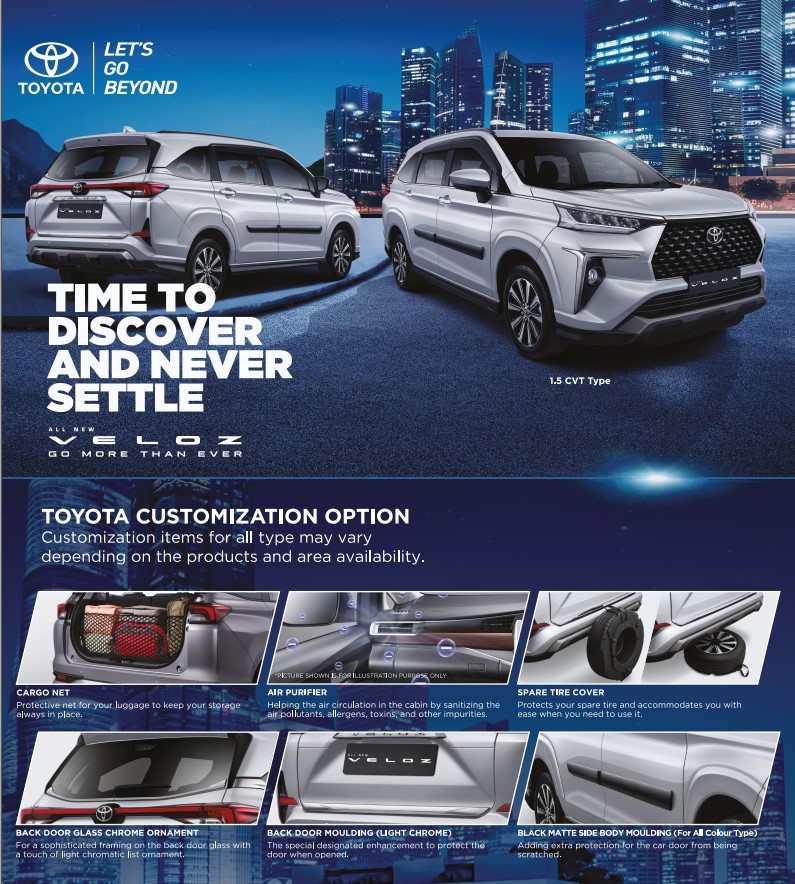 TOYOTA
LET'S
GO
BEYOND
VELOZ
VELOZ
TIME TO
DISCOVER
AND NEVER
SETTLE
1.5 CVT Type
ALL NEW
VELOZ
GO MORE THAN EVER
TOYOTA CUSTOMIZATION OPTION
Customization items for all type may vary
depending on the products and area availability.
*PICTURE SHOWN IS FOR ILLUSTRATION PURPOSE ONLY
CARGO NET
Protective net for your luggage to keep your storage
always in place.
AIR PURIFIER
Helping the air circulation in the cabin by sanitizing the
air pollutants, allergens, toxins, and other impurities.
SPARE TIRE COVER
Protects your spare tire and accommodates you with
ease when you need to use it.
ALL NEW
VELOZ
BACK DOOR GLASS CHROME ORNAMENT
For a sophisticated framing on the back door glass with
a touch of light chromatic list ornament.
BACK DOOR MOULDING (LIGHT CHROME)
The special designated enhancement to protect the
door when opened.
BLACK MATTE SIDE BODY MOULDING (For All Colour Type)
Adding extra protection for the car door from being
scratched.